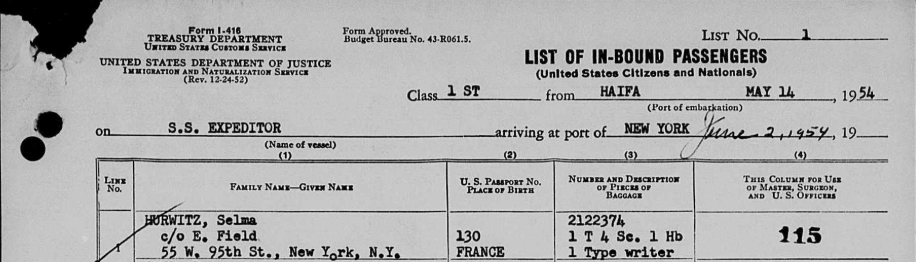 Form I-416
TREASURY DEPARTMENT
UNITED STATES CUSTOMS SERVICE
UNITED STATES DEPARTMENT OF JUSTICE
IMMIGRATION AND NATURALIZATION SERVICE
(Rev. 12-24-52)
Form Approved.
Budget Bureau No. 43-R061.5.
LIST NO. 1
LIST OF IN-BOUND PASSENGERS
(United States Citizens and Nationals)
Class 1 ST from HAIFA MAY 14, 1954
(Port of embarkation)
on S.S. EXPEDITOR arriving at port of NEW YORK June 2, 1954, 19
(Name of vessel)
(1) (2) (3) (4)
LINE NO.
FAMILY NAME—GIVEN NAME
U. S. PASSPORT NO.
PLACE OF BIRTH
NUMBER AND DESCRIPTION
OF PIECES OF
BAGGAGE
THIS COLUMN FOR USE
OF MASTER, SURGEON,
AND U. S. OFFICERS
HURWITZ, Selma 2122374
c/o E. Field 130 1 T 4 Sc. 1 Hb 115
1 55 W. 95th St., New York, N.Y. FRANCE 1 Type writer